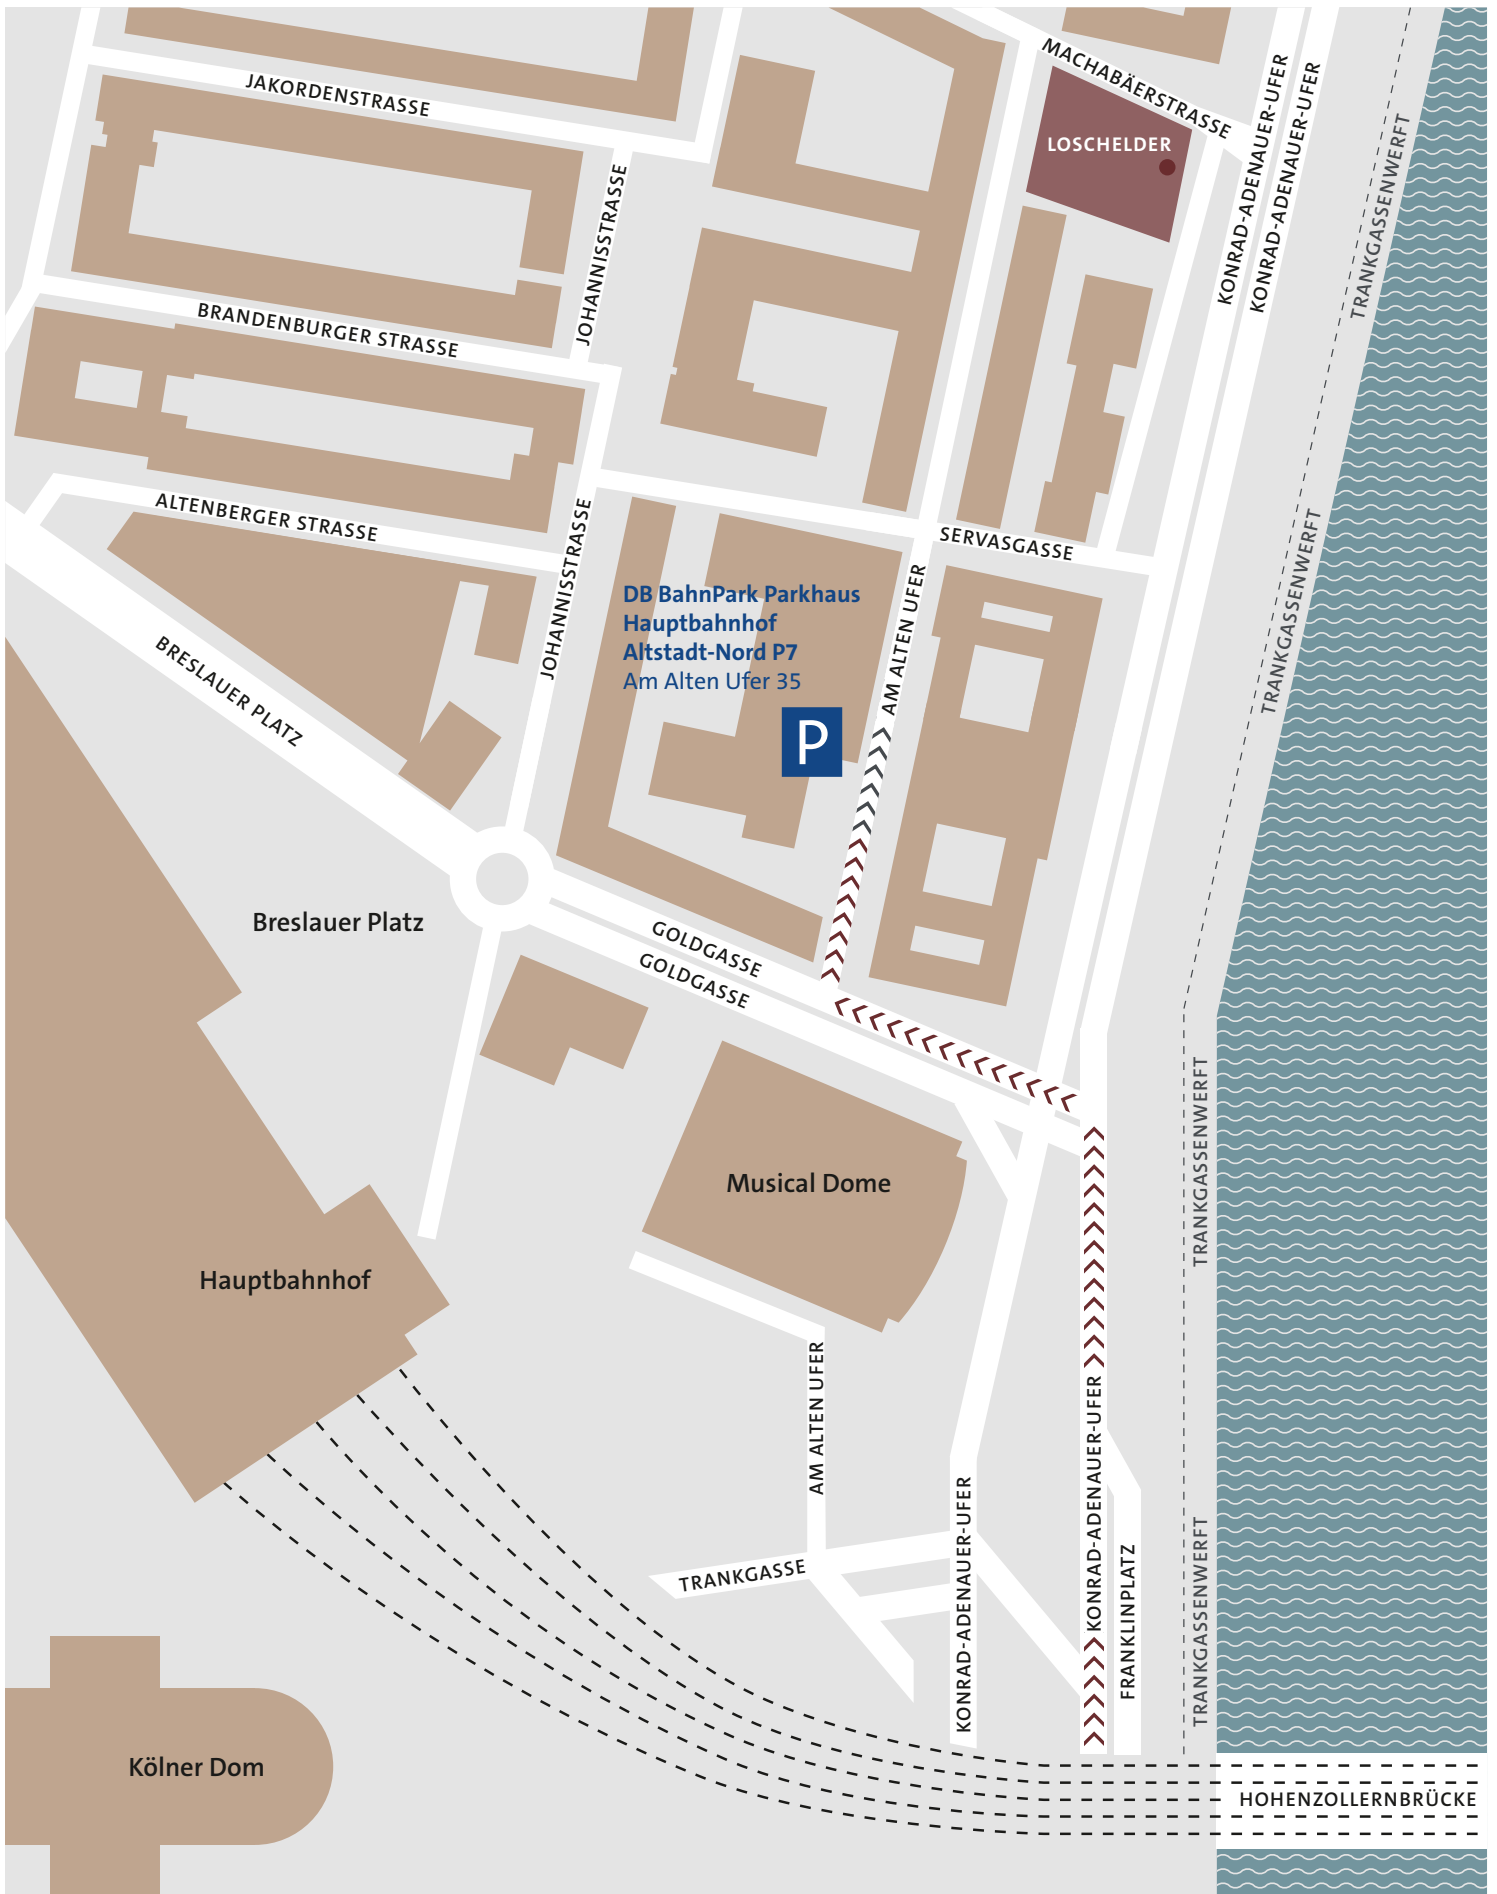 MACHABÄERSTRASSE
JAKORDENSTRASSE
LOSCHELDER
KONRAD-ADENAUER-UFER
KONRAD-ADENAUER-UFER
TRANKGASSENWERFT
JOHANNISSTRASSE
BRANDENBURGER STRASSE
ALTENBERGER STRASSE
SERVASGASSE
TRANKGASSENWERFT
JOHANNISSTRASSE
DB BahnPark Parkhaus
Hauptbahnhof
Altstadt-Nord P7
Am Alten Ufer 35
P
AM ALTEN UFER
BRESLAUER PLATZ
Breslauer Platz
GOLDGASSE
GOLDGASSE
TRANKGASSENWERFT
Musical Dome
Hauptbahnhof
AM ALTEN UFER
KONRAD-ADENAUER-UFER
KONRAD-ADENAUER-UFER
FRANKLINPLATZ
TRANKGASSENWERFT
TRANKGASSE
Kölner Dom
HOHENZOLLERNBRÜCKE